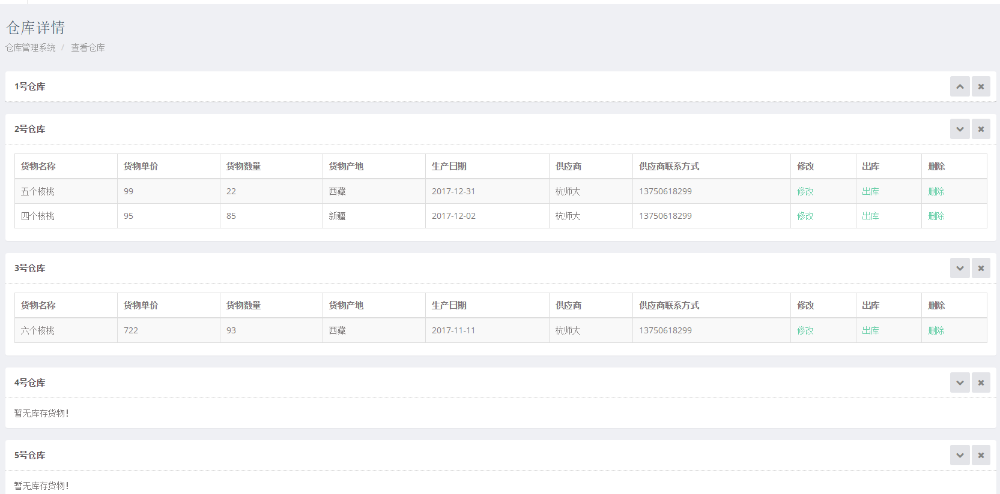 仓库详情
仓库管理系统 / 查看仓库
1号仓库
2号仓库
货物名称 货物单价 货物数量 货物产地 生产日期 供应商 供应商联系方式 修改 出库 删除
五个核桃 99 22 西藏 2017-12-31 杭师大 13750618299 修改 出库 删除
四个核桃 95 85 新疆 2017-12-02 杭师大 13750618299 修改 出库 删除
3号仓库
货物名称 货物单价 货物数量 货物产地 生产日期 供应商 供应商联系方式 修改 出库 删除
六个核桃 722 93 西藏 2017-11-11 杭师大 13750618299 修改 出库 删除
4号仓库
暂无库存货物!
5号仓库
暂无库存货物!